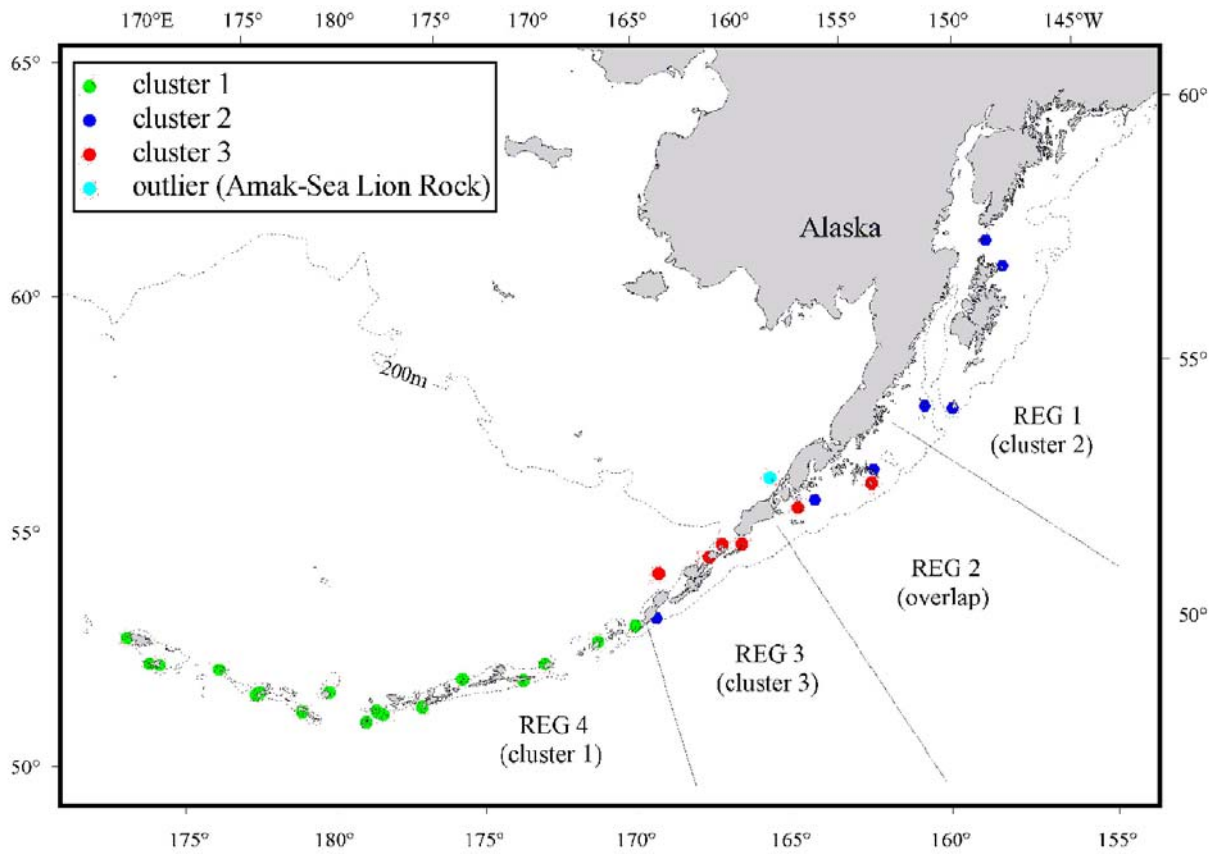 170°E 175° 180° 175° 170° 165° 160° 155° 150° 145°W
65°
60°
55°
50°
60°
55°
50°
cluster 1
cluster 2
cluster 3
outlier (Amak-Sea Lion Rock)
Alaska
200m
REG 1
(cluster 2)
REG 2
(overlap)
REG 3
(cluster 3)
REG 4
(cluster 1)
175° 180° 175° 170° 165° 160° 155°